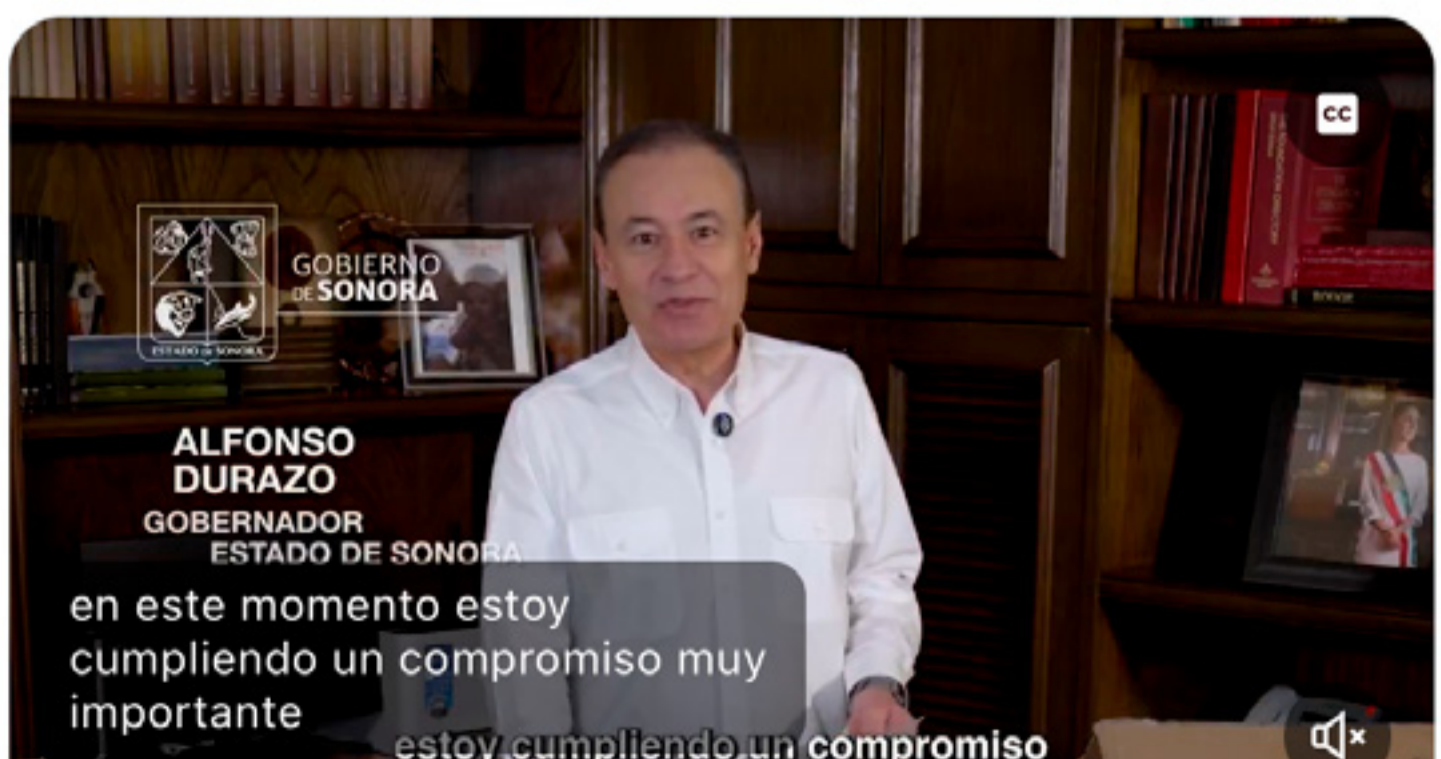 CC
GOBIERNO
DE SONORA
ESTADO DE SONORA
ALFONSO
DURAZO
GOBERNADOR
ESTADO DE SONORA
en este momento estoy
cumpliendo un compromiso muy
importante
estoy cumpliendo un compromiso